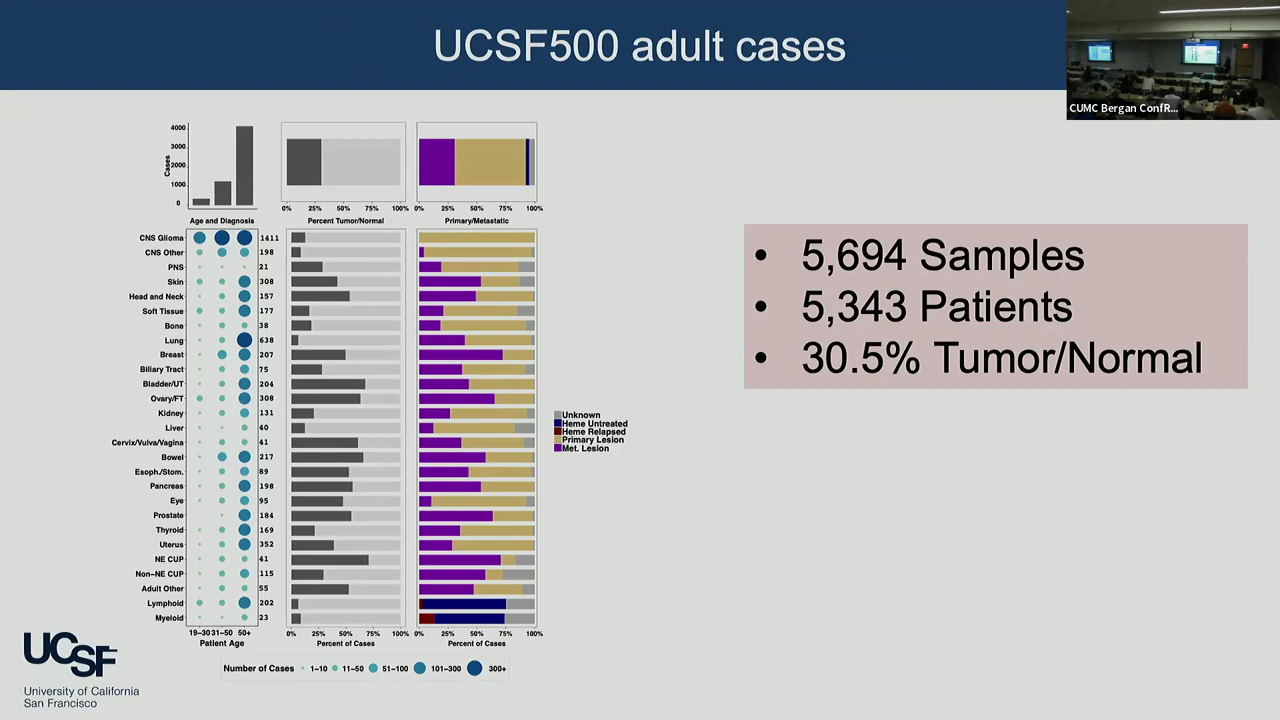 UCSF500 adult cases
CUMC Bergan ConfR...
4000
3000
2000
1000
0
Cases
0% 25% 50% 75% 100%
0% 25% 50% 75% 100%
Age and Diagnosis
Percent Tumor/Normal
Primary/Metastatic
CNS Glioma 1411
CNS Other 198
PNS 21
Skin 308
Head and Neck 157
Soft Tissue 177
Bone 38
Lung 638
Breast 207
Biliary Tract 75
Bladder/UT 204
Ovary/FT 308
Kidney 131
Liver 40
Cervix/Vulva/Vagina 41
Bowel 217
Esoph./Stom. 89
Pancreas 198
Eye 95
Prostate 184
Thyroid 169
Uterus 352
NE CUP 41
Non-NE CUP 115
Adult Other 55
Lymphoid 202
Myeloid 23
19-30 31-50 50+
Patient Age
0% 25% 50% 75% 100%
Percent of Cases
0% 25% 50% 75% 100%
Percent of Cases
Number of Cases 1-10 11-50 51-100 101-300 300+
Unknown
Heme Untreated
Heme Relapsed
Primary Lesion
Met. Lesion
• 5,694 Samples
• 5,343 Patients
• 30.5% Tumor/Normal
UCSF
University of California
San Francisco